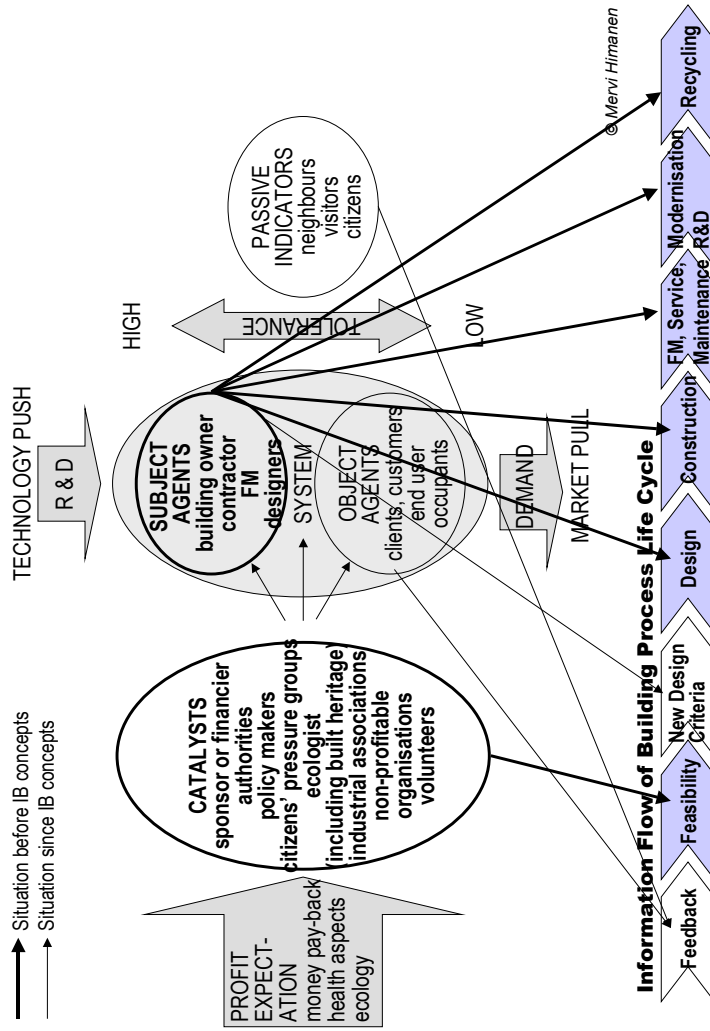 Situation before IB concepts
Situation since IB concepts
TECHNOLOGY PUSH
R & D
PROFIT
EXPECT-
ATION
money pay-back
health aspects
ecology
CATALYSTS
sponsor or financier
authorities
policy makers
citizens’ pressure groups
ecologist
(including built heritage)
industrial associations
non-profitable
organisations
volunteers
SUBJECT
AGENTS
building owner
contractor
FM
designers
SYSTEM
OBJECT
AGENTS
clients, customers
end user
occupants
DEMAND
MARKET PULL
HIGH
TOLERANCE
LOW
PASSIVE
INDICATORS
neighbours
visitors
citizens
© Mervi Himanen
Information Flow of Building Process Life Cycle
Feedback
Feasibility
New Design
Criteria
Design
Construction
FM, Service,
Maintenance
Modernisation
R&D
Recycling